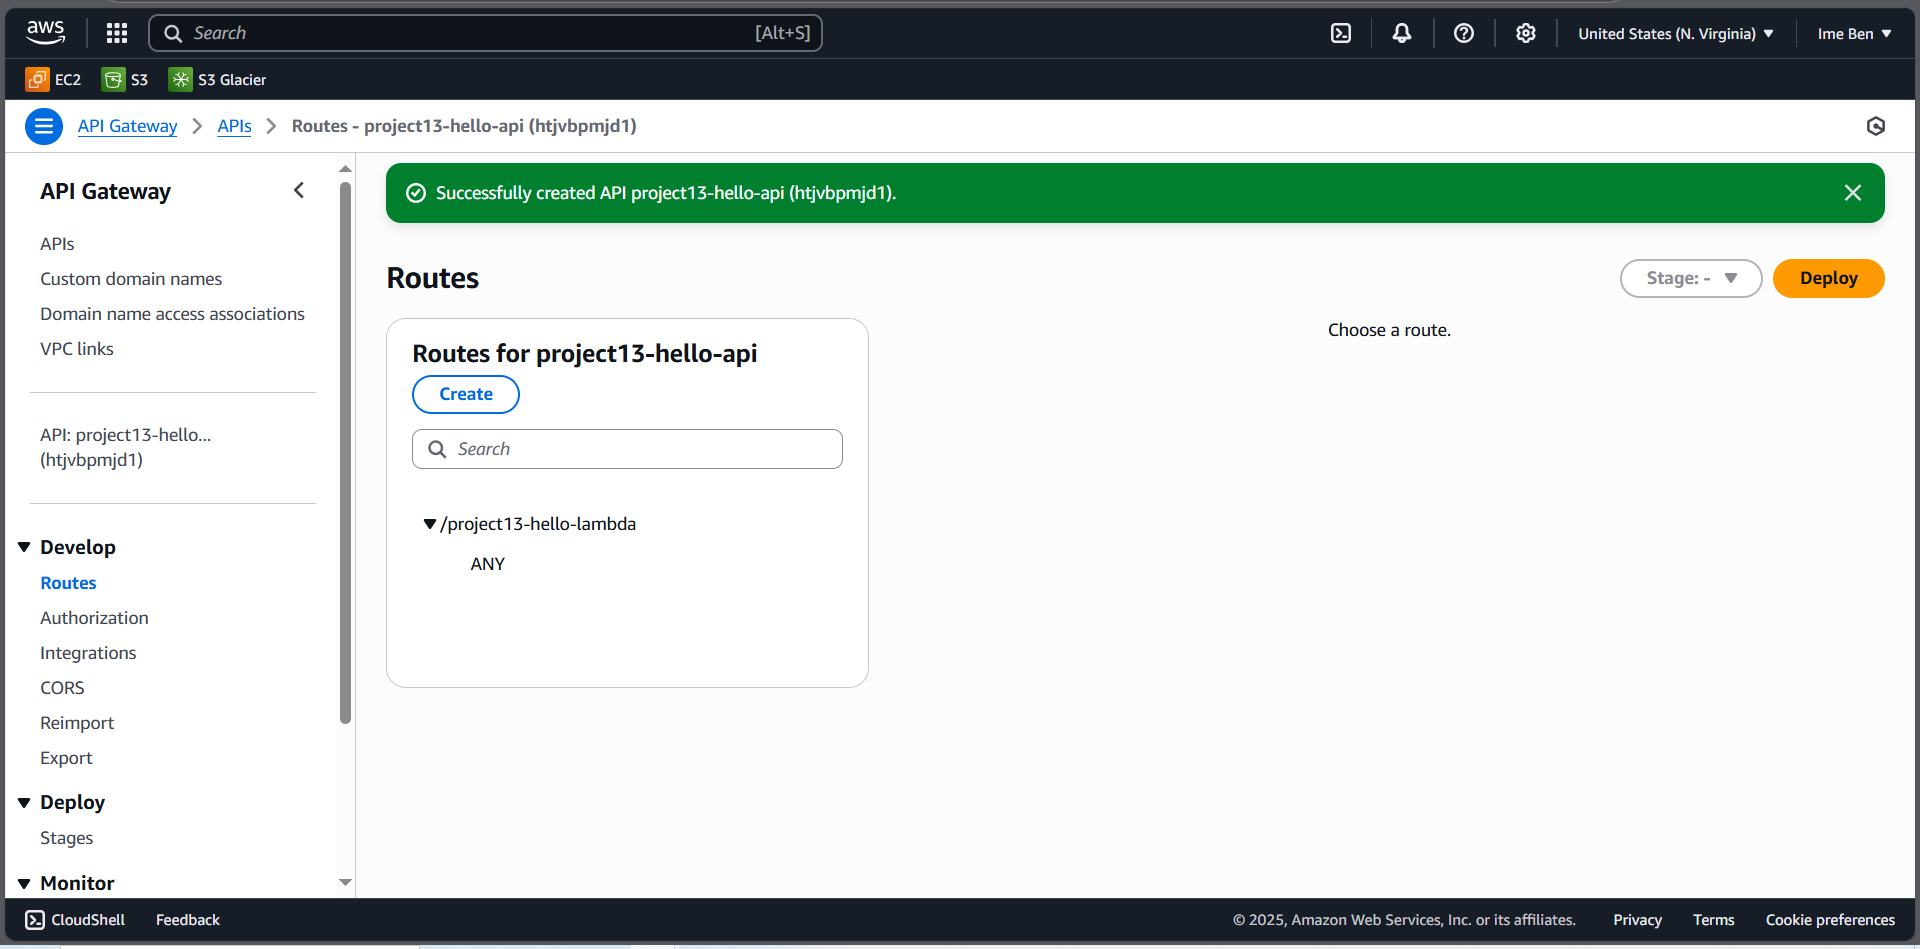 aws
Search [Alt+S]
United States (N. Virginia)
Ime Ben
EC2
S3
S3 Glacier
API Gateway
APIs
Routes - project13-hello-api (htjvbpmjd1)
API Gateway
APIs
Custom domain names
Domain name access associations
VPC links
API: project13-hello...
(htjvbpmjd1)
Develop
Routes
Authorization
Integrations
CORS
Reimport
Export
Deploy
Stages
Monitor
Successfully created API project13-hello-api (htjvbpmjd1).
Routes
Stage: -
Deploy
Routes for project13-hello-api
Create
Search
/project13-hello-lambda
ANY
Choose a route.
CloudShell
Feedback
© 2025, Amazon Web Services, Inc. or its affiliates.
Privacy
Terms
Cookie preferences